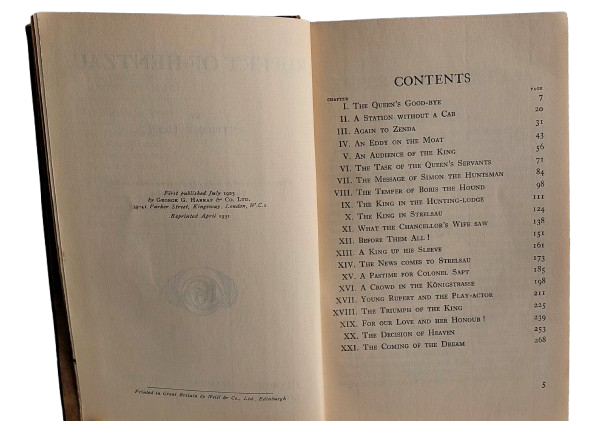 First published July 1925
by George G. Harrap & Co. Ltd.
39-41 Parker Street, Kingsway, London, W.C.2
Reprinted April 1931
Printed in Great Britain by Neill & Co., Ltd., Edinburgh
CONTENTS
CHAPTER PAGE
I. The Queen's Good-bye 7
II. A Station without a Cab 20
III. Again to Zenda 31
IV. An Eddy on the Moat 43
V. An Audience of the King 56
VI. The Task of the Queen's Servants 71
VII. The Message of Simon the Huntsman 84
VIII. The Temper of Boris the Hound 98
IX. The King in the Hunting-lodge 111
X. The King in Strelsau 124
XI. What the Chancellor's Wife saw 138
XII. Before Them All! 151
XIII. A King up his Sleeve 161
XIV. The News comes to Strelsau 173
XV. A Pastime for Colonel Sapt 185
XVI. A Crowd in the Königstrasse 198
XVII. Young Rupert and the Play-actor 211
XVIII. The Triumph of the King 225
XIX. For our Love and her Honour! 239
XX. The Decision of Heaven 253
XXI. The Coming of the Dream 268
5